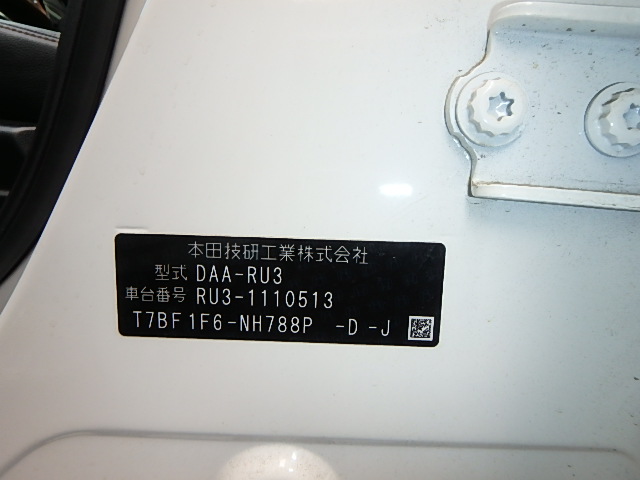 本田技研工業株式会社
型式 DAA-RU3
車台番号 RU3-1110513
T7BF1F6-NH788P -D-J